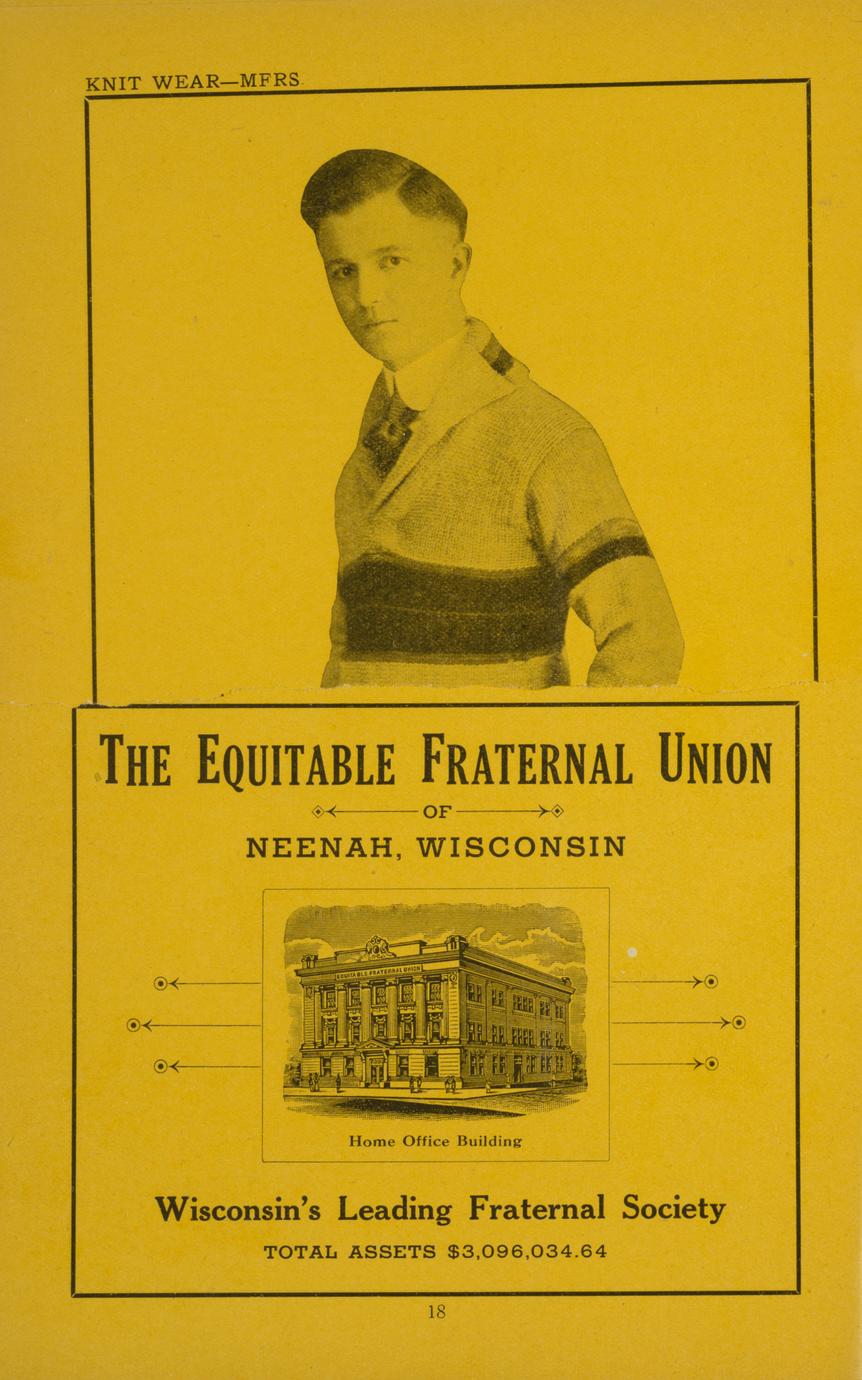 KNIT WEAR—MFRS.
THE EQUITABLE FRATERNAL UNION
OF
NEENAH, WISCONSIN
EQUITABLE FRATERNAL UNION
Home Office Building
Wisconsin's Leading Fraternal Society
TOTAL ASSETS $3,096,034.64
18